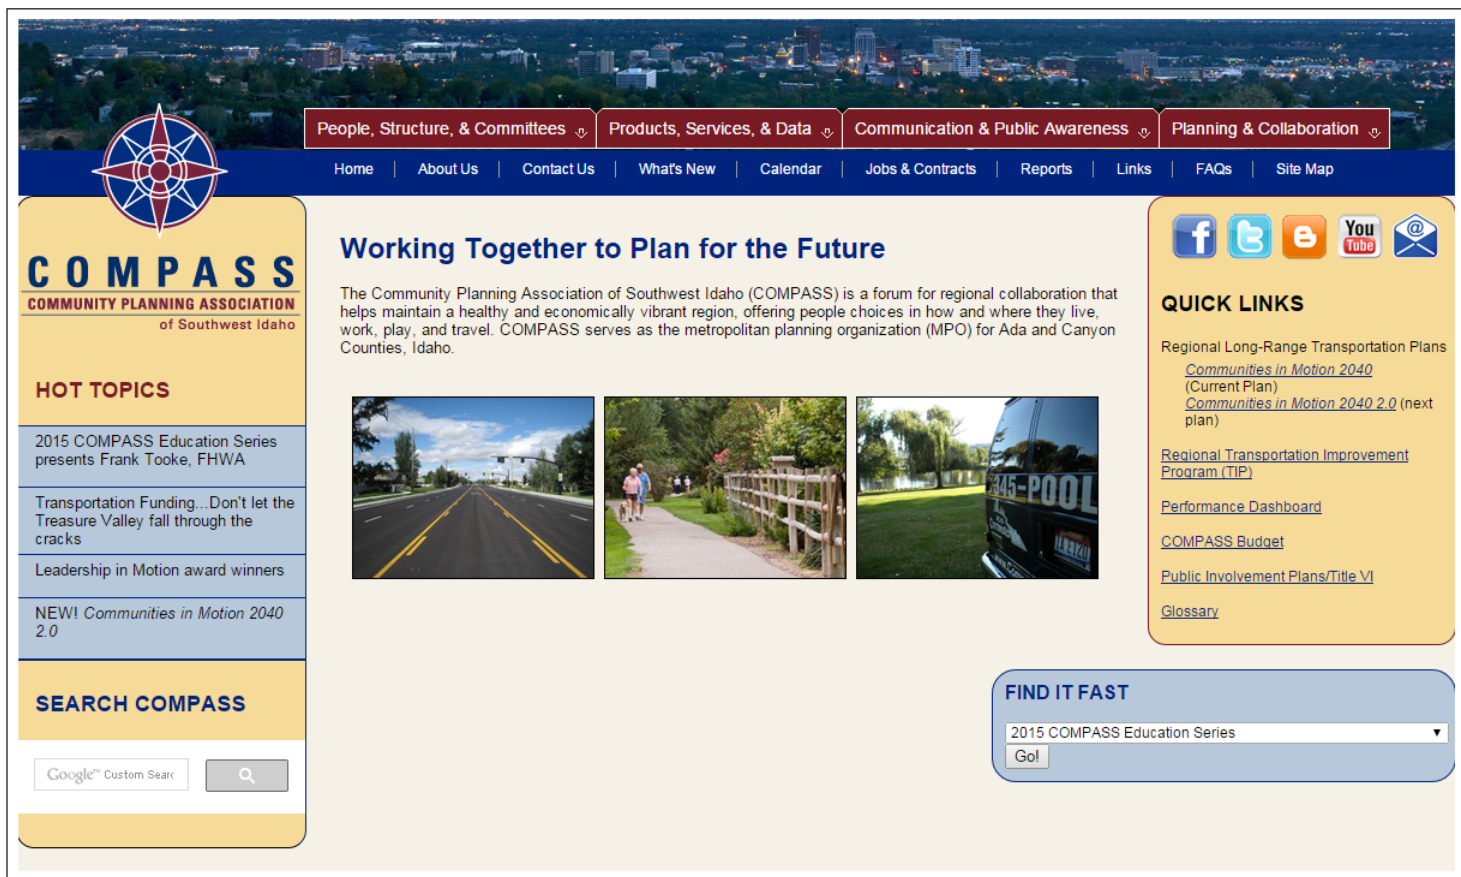 People, Structure, & Committees
Products, Services, & Data
Communication & Public Awareness
Planning & Collaboration
Home
About Us
Contact Us
What's New
Calendar
Jobs & Contracts
Reports
Links
FAQs
Site Map
COMPASS
COMMUNITY PLANNING ASSOCIATION
of Southwest Idaho
HOT TOPICS
2015 COMPASS Education Series
presents Frank Tooke, FHWA
Transportation Funding...Don't let the
Treasure Valley fall through the
cracks
Leadership in Motion award winners
NEW! Communities in Motion 2040
2.0
SEARCH COMPASS
Google™ Custom Sear
Working Together to Plan for the Future
The Community Planning Association of Southwest Idaho (COMPASS) is a forum for regional collaboration that
helps maintain a healthy and economically vibrant region, offering people choices in how and where they live,
work, play, and travel. COMPASS serves as the metropolitan planning organization (MPO) for Ada and Canyon
Counties, Idaho.
345-POOL
You
Tube
QUICK LINKS
Regional Long-Range Transportation Plans
Communities in Motion 2040
(Current Plan)
Communities in Motion 2040 2.0 (next
plan)
Regional Transportation Improvement
Program (TIP)
Performance Dashboard
COMPASS Budget
Public Involvement Plans/Title VI
Glossary
FIND IT FAST
2015 COMPASS Education Series
Go!